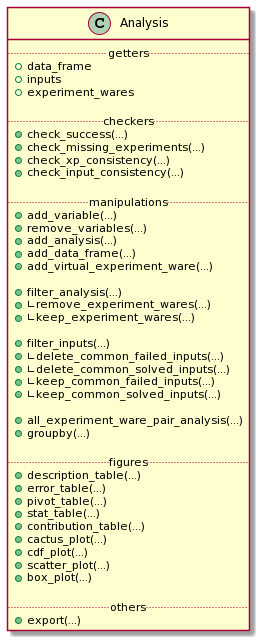 C Analysis
getters
data_frame
inputs
experiment_wares
checkers
check_success(...)
check_missing_experiments(...)
check_xp_consistency(...)
check_input_consistency(...)
manipulations
add_variable(...)
remove_variables(...)
add_analysis(...)
add_data_frame(...)
add_virtual_experiment_ware(...)
filter_analysis(...)
∟remove_experiment_wares(...)
∟keep_experiment_wares(...)
filter_inputs(...)
∟delete_common_failed_inputs(...)
∟delete_common_solved_inputs(...)
∟keep_common_failed_inputs(...)
∟keep_common_solved_inputs(...)
all_experiment_ware_pair_analysis(...)
groupby(...)
figures
description_table(...)
error_table(...)
pivot_table(...)
stat_table(...)
contribution_table(...)
cactus_plot(...)
cdf_plot(...)
scatter_plot(...)
box_plot(...)
others
export(...)